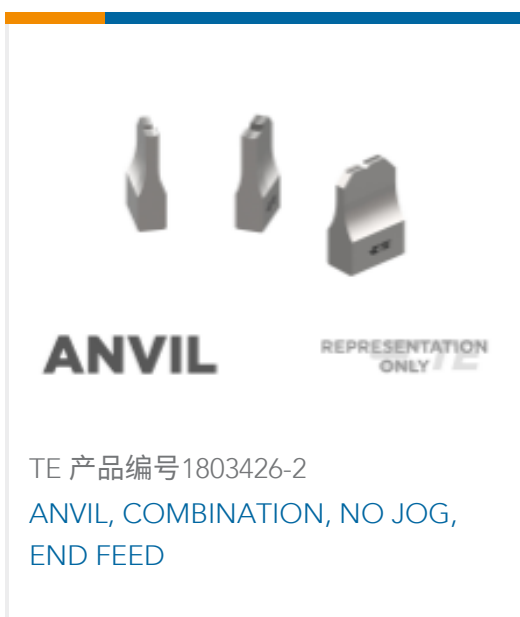 ANVIL
REPRESENTATION
ONLY
TE
TE 产品编号1803426-2
ANVIL, COMBINATION, NO JOG,
END FEED